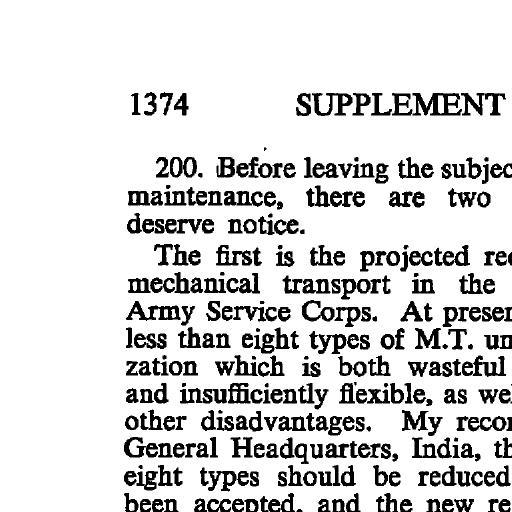 1374 SUPPLEMENT
200. Before leaving the subjec
maintenance, there are two
deserve notice.
The first is the projected re
mechanical transport in the
Army Service Corps. At presen
less than eight types of M.T. un
zation which is both wasteful
and insufficiently flexible, as wel
other disadvantages. My recor
General Headquarters, India, th
eight types should be reduced
been accepted, and the new re